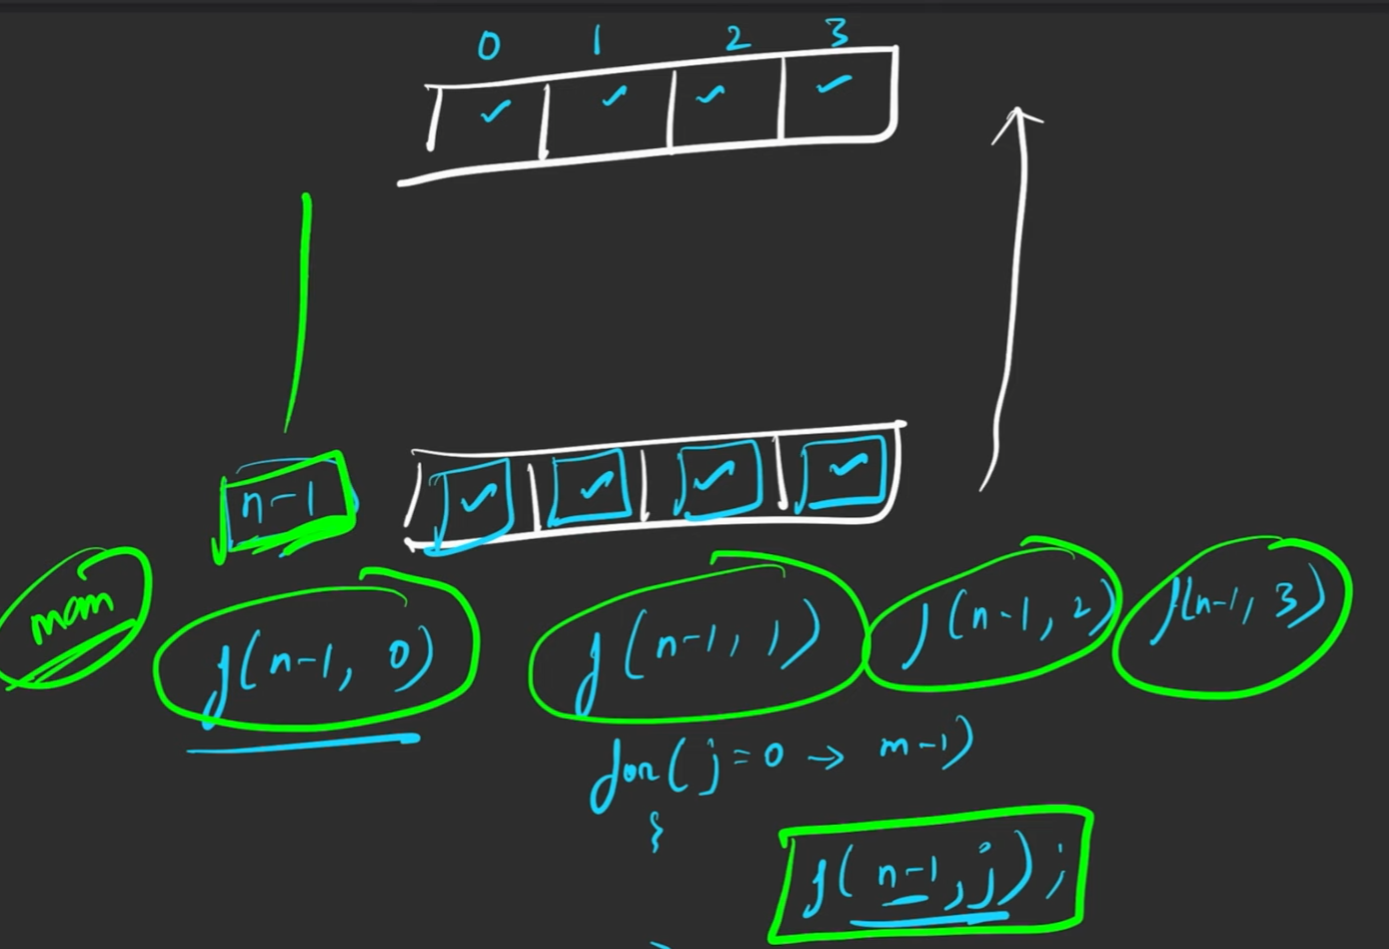 0 1 2 3
n-1
max
f(n-1, 0) f(n-1, 1) f(n-1, 2) f(n-1, 3)
for(j=0 → m-1)
{
f(n-1, j);